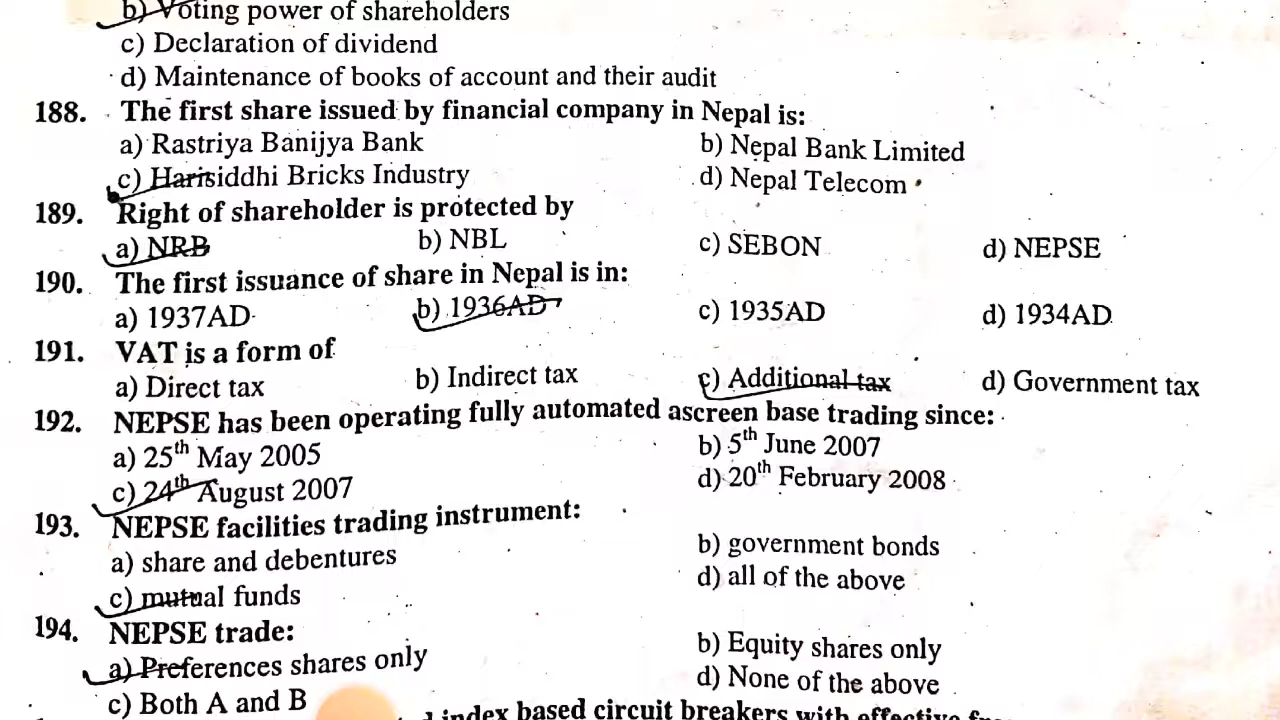 b) Voting power of shareholders
c) Declaration of dividend
d) Maintenance of books of account and their audit
188. The first share issued by financial company in Nepal is:
a) Rastriya Banijya Bank b) Nepal Bank Limited
c) Harisiddhi Bricks Industry d) Nepal Telecom
189. Right of shareholder is protected by
a) NRB b) NBL c) SEBON d) NEPSE
190. The first issuance of share in Nepal is in:
a) 1937AD b) 1936AD c) 1935AD d) 1934AD
191. VAT is a form of
a) Direct tax b) Indirect tax c) Additional tax d) Government tax
192. NEPSE has been operating fully automated ascreen base trading since:
a) 25th May 2005 b) 5th June 2007
c) 24th August 2007 d) 20th February 2008
193. NEPSE facilities trading instrument:
a) share and debentures b) government bonds
c) mutual funds d) all of the above
194. NEPSE trade:
a) Preferences shares only b) Equity shares only
c) Both A and B d) None of the above
index based circuit breakers with effective